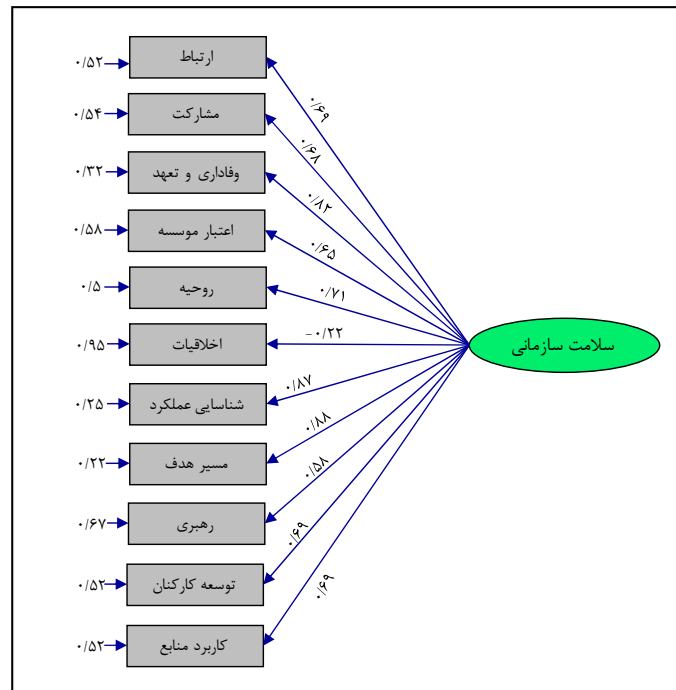 ارتباط
۰/۵۲
۰/۶۹
مشارکت
۰/۵۴
۰/۶۸
وفاداری و تعهد
۰/۳۲
۰/۸۲
اعتبار موسسه
۰/۵۸
۰/۶۵
روحیه
۰/۵
۰/۷۱
اخلاقیات
۰/۹۵
-۰/۲۲
سلامت سازمانی
شناسایی عملکرد
۰/۲۵
۰/۸۷
مسیر هدف
۰/۲۲
۰/۸۸
رهبری
۰/۶۷
۰/۵۸
توسعه کارکنان
۰/۵۲
۰/۶۹
کاربرد منابع
۰/۵۲
۰/۶۹